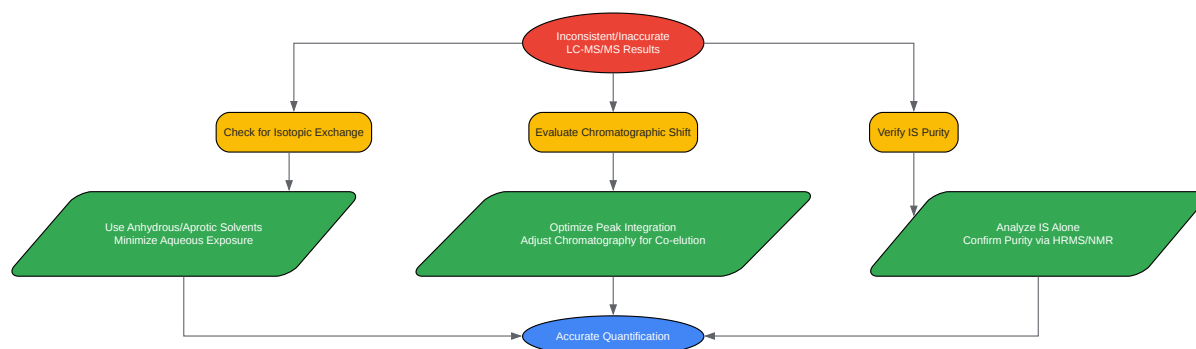 Inconsistent/Inaccurate
LC-MS/MS Results
Check for Isotopic Exchange
Evaluate Chromatographic Shift
Verify IS Purity
Use Anhydrous/Aprotic Solvents
Minimize Aqueous Exposure
Optimize Peak Integration
Adjust Chromatography for Co-elution
Analyze IS Alone
Confirm Purity via HRMS/NMR
Accurate Quantification